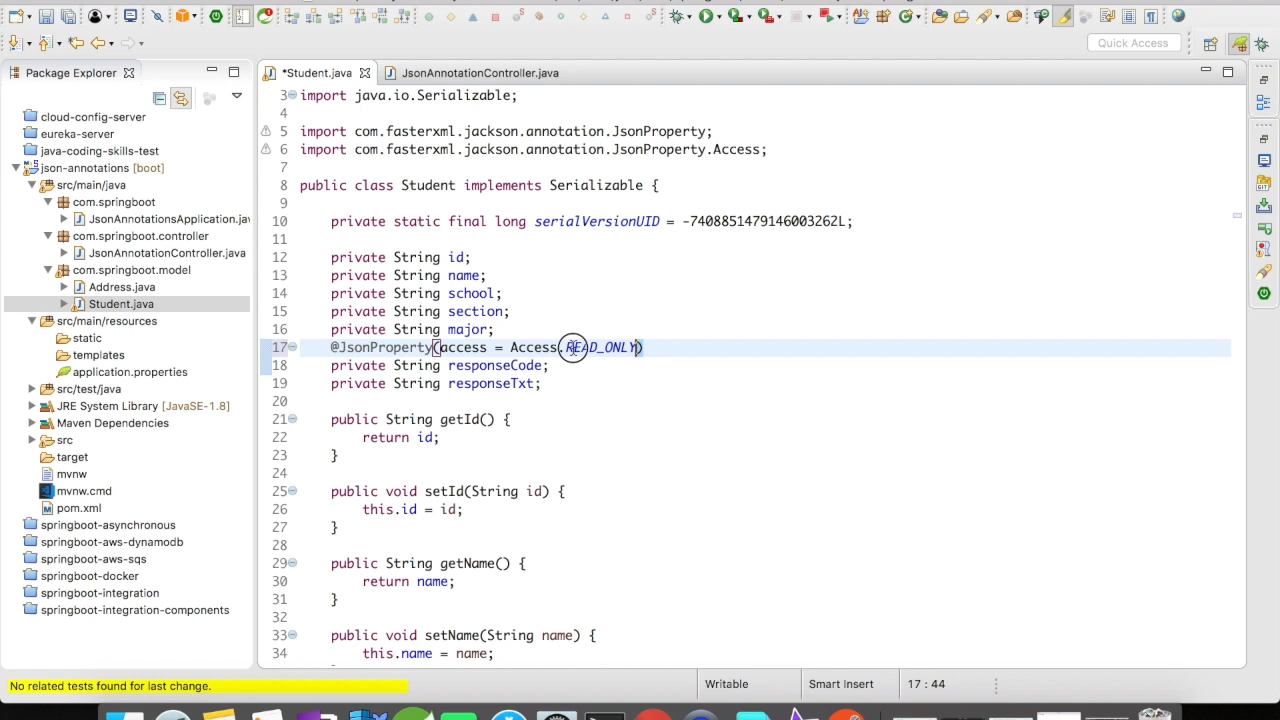 Quick Access
Package Explorer
*Student.java
JsonAnnotationController.java
cloud-config-server
eureka-server
java-coding-skills-test
json-annotations [boot]
src/main/java
com.springboot
JsonAnnotationsApplication.jav
com.springboot.controller
JsonAnnotationController.java
com.springboot.model
Address.java
Student.java
src/main/resources
static
templates
application.properties
src/test/java
JRE System Library [JavaSE-1.8]
Maven Dependencies
src
target
mvnw
mvnw.cmd
pom.xml
springboot-asynchronous
springboot-aws-dynamodb
springboot-aws-sqs
springboot-docker
springboot-integration
springboot-integration-components
3 import java.io.Serializable;
4
5 import com.fasterxml.jackson.annotation.JsonProperty;
6 import com.fasterxml.jackson.annotation.JsonProperty.Access;
7
8 public class Student implements Serializable {
9
10 private static final long serialVersionUID = -7408851479146003262L;
11
12 private String id;
13 private String name;
14 private String school;
15 private String section;
16 private String major;
17 @JsonProperty(access = Access.READ_ONLY)
18 private String responseCode;
19 private String responseTxt;
20
21 public String getId() {
22 return id;
23 }
24
25 public void setId(String id) {
26 this.id = id;
27 }
28
29 public String getName() {
30 return name;
31 }
32
33 public void setName(String name) {
34 this.name = name;
No related tests found for last change.
Writable
Smart Insert
17 : 44